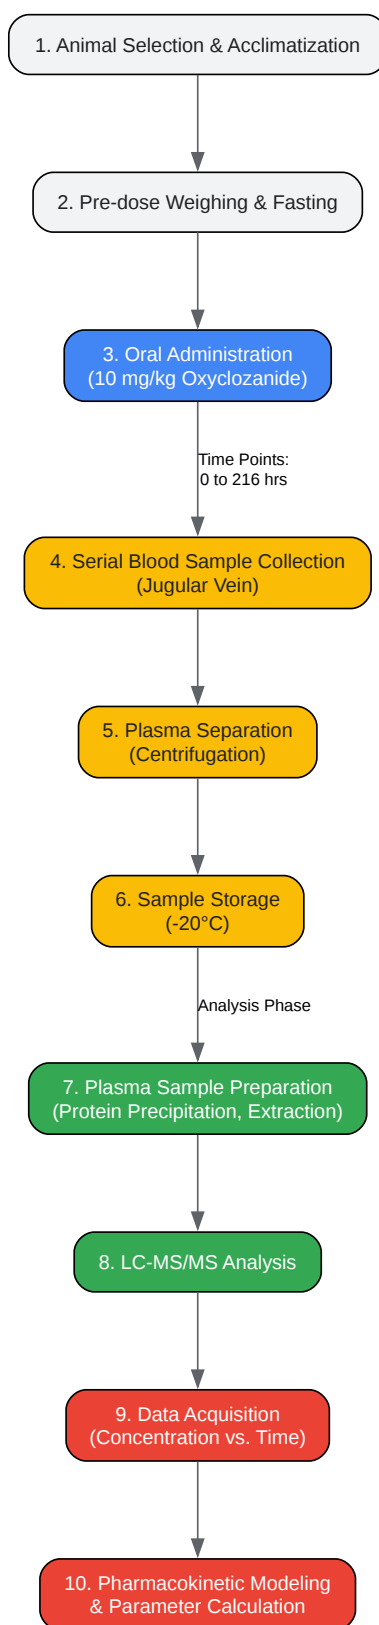 1. Animal Selection & Acclimatization
2. Pre-dose Weighing & Fasting
3. Oral Administration
(10 mg/kg Oxyclozanide)
Time Points:
0 to 216 hrs
4. Serial Blood Sample Collection
(Jugular Vein)
5. Plasma Separation
(Centrifugation)
6. Sample Storage
(-20°C)
Analysis Phase
7. Plasma Sample Preparation
(Protein Precipitation, Extraction)
8. LC-MS/MS Analysis
9. Data Acquisition
(Concentration vs. Time)
10. Pharmacokinetic Modeling
& Parameter Calculation